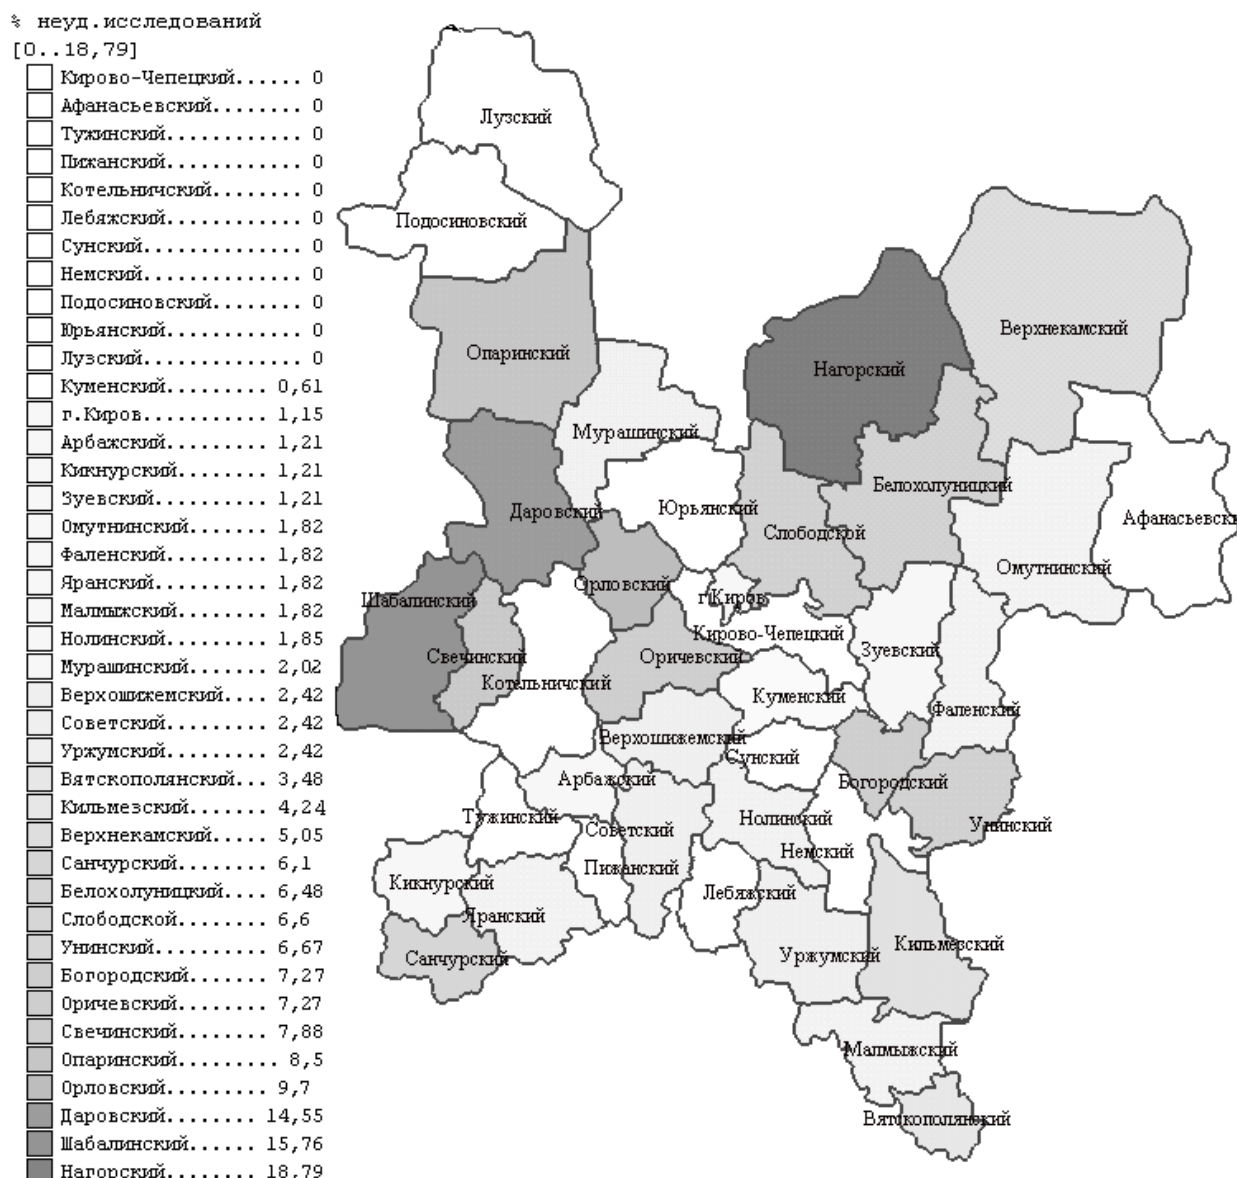 % неуд.исследований
[0..18,79]
Кирово-Чепецкий...... 0
Афанасьевский........ 0
Тужинский............ 0
Пижанский............ 0
Котельничский........ 0
Лебяжский............ 0
Сунский.............. 0
Немский.............. 0
Подосиновский........ 0
Юрьянский............ 0
Лузский.............. 0
Куменский......... 0,61
г.Киров........... 1,15
Арбажский......... 1,21
Кикнурский........ 1,21
Зуевский.......... 1,21
Омутнинский....... 1,82
Фаленский......... 1,82
Яранский.......... 1,82
Малмыжский........ 1,82
Нолинский......... 1,85
Мурашинский....... 2,02
Верхошижемский.... 2,42
Советский......... 2,42
Уржумский......... 2,42
Вятскополянский... 3,48
Кильмезский....... 4,24
Верхнекамский..... 5,05
Санчурский......... 6,1
Белохолуницкий.... 6,48
Слободской......... 6,6
Унинский.......... 6,67
Богородский....... 7,27
Оричевский........ 7,27
Свечинский........ 7,88
Опаринский......... 8,5
Орловский.......... 9,7
Даровский........ 14,55
Шабалинский...... 15,76
Нагорский........ 18,79
Лузский
Подосиновский
Верхнекамский
Опаринский
Нагорский
Мурашинский
Белохолуницкий
Даровский
Юрьянский
Слободской
Афанасьевск
Омутнинский
Шабалинский
Орловский
г.Киров
Кирово-Чепецкий
Свечинский
Оричевский
Зуевский
Котельничский
Куменский
Фаленский
Верхошижемский
Сунский
Арбажский
Богородский
Тужинский
Советский
Нолинский
Унинский
Немский
Пижанский
Кикнурский
Лебяжский
Яранский
Санчурский
Уржумский
Кильмезский
Малмыжский
Вятскополянский